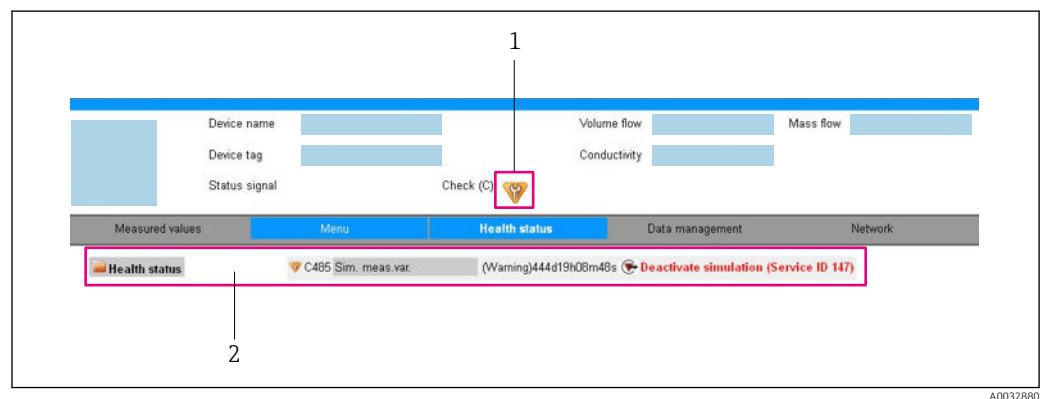 1
Device name
Volume flow
Mass flow
Device tag
Conductivity
Status signal
Check (C)
Measured values
Menu
Health status
Data management
Network
Health status
C485 Sim. meas.var.
(Warning)444d19h08m48s
Deactivate simulation (Service ID 147)
2
A0032880